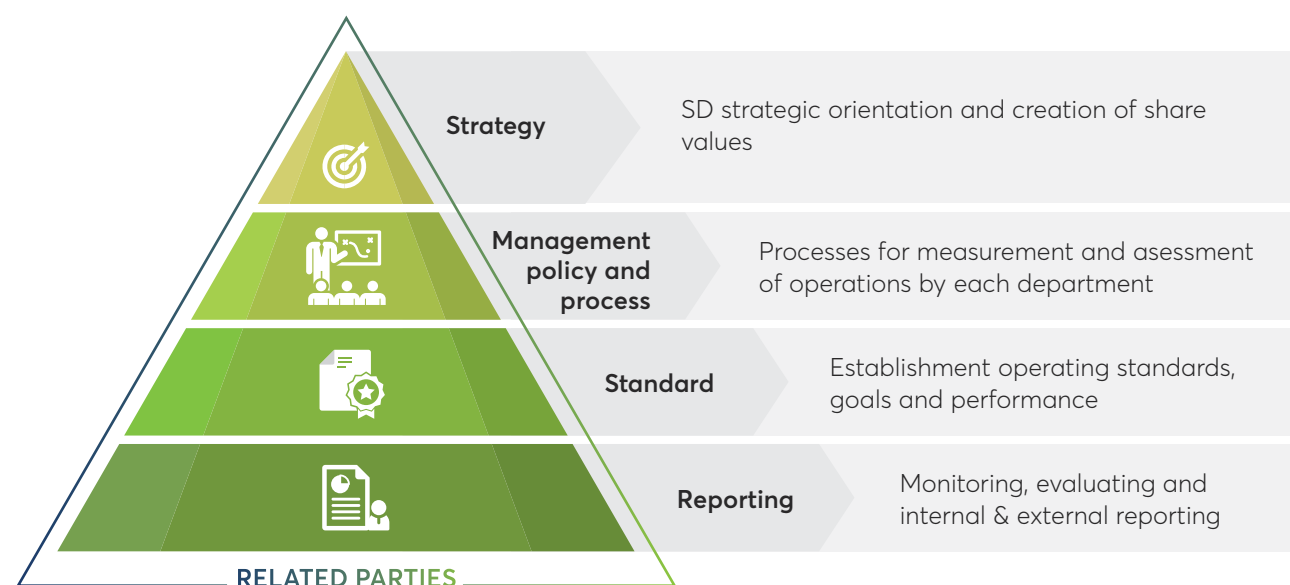 Strategy
SD strategic orientation and creation of share
values
Management
policy and
process
Processes for measurement and asessment
of operations by each department
Standard
Establishment operating standards,
goals and performance
Reporting
Monitoring, evaluating and
internal & external reporting
RELATED PARTIES